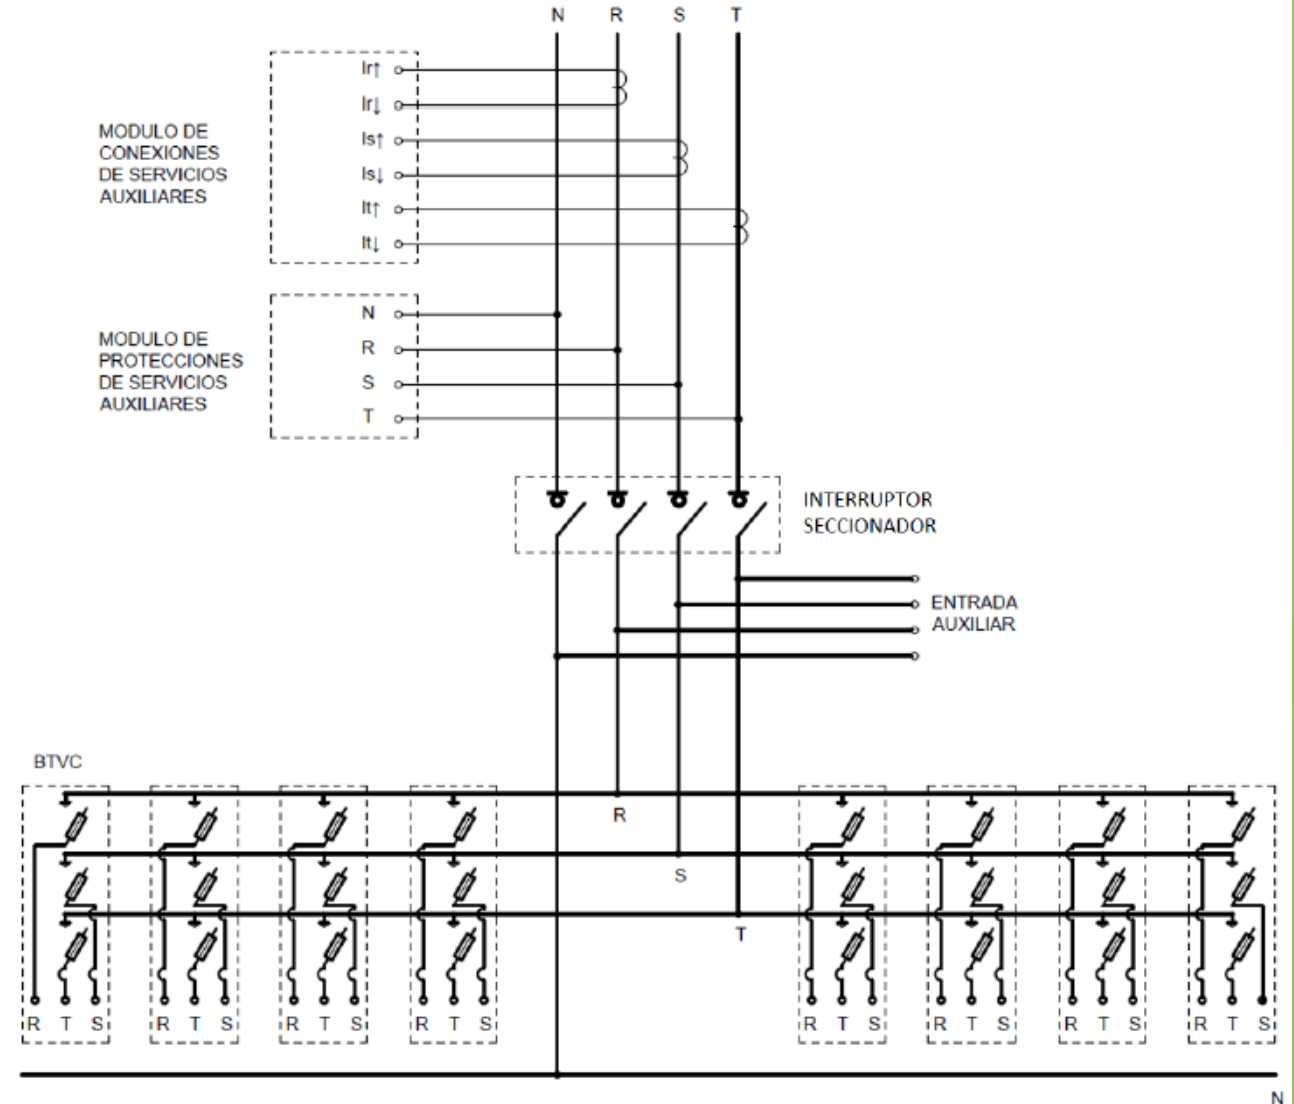 N R S T
Ir↑
Ir↓
MODULO DE
CONEXIONES
DE SERVICIOS
AUXILIARES
Is↑
Is↓
It↑
It↓
N
MODULO DE
PROTECCIONES
DE SERVICIOS
AUXILIARES
R
S
T
INTERRUPTOR
SECCIONADOR
ENTRADA
AUXILIAR
BTVC
R
S
T
R T S R T S R T S R T S R T S R T S R T S R T S
N